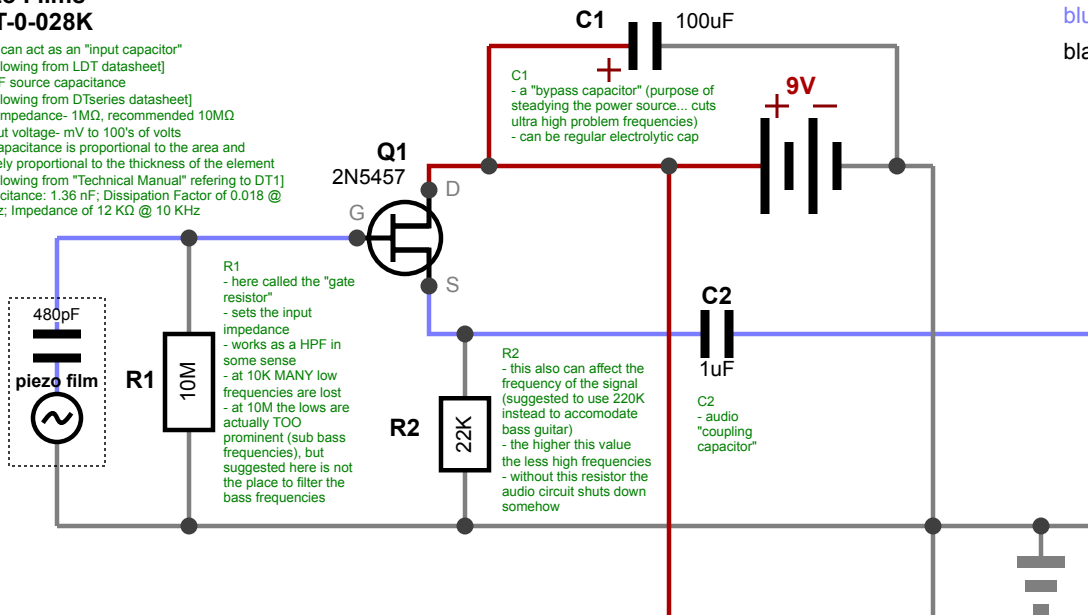 T-0-028K
can act as an "input capacitor"
lowing from LDT datasheet]
F source capacitance
lowing from DTseries datasheet]
mpedance- 1MΩ, recommended 10MΩ
ut voltage- mV to 100's of volts
apacitance is proportional to the area and
ely proportional to the thickness of the element
lowing from "Technical Manual" refering to DT1]
citance: 1.36 nF; Dissipation Factor of 0.018 @
z; Impedance of 12 KΩ @ 10 KHz
C1
100uF
+
C1
- a "bypass capacitor" (purpose of
steadying the power source... cuts
ultra high problem frequencies)
- can be regular electrolytic cap
9V
+ −
blu
bla
Q1
2N5457
D
G
S
480pF
piezo film
R1
10M
R1
- here called the "gate
resistor"
- sets the input
impedance
- works as a HPF in
some sense
- at 10K MANY low
frequencies are lost
- at 10M the lows are
actually TOO
prominent (sub bass
frequencies), but
suggested here is not
the place to filter the
bass frequencies
R2
22K
R2
- this also can affect the
frequency of the signal
(suggested to use 220K
instead to accomodate
bass guitar)
- the higher this value
the less high frequencies
- without this resistor the
audio circuit shuts down
somehow
C2
1uF
C2
- audio
"coupling
capacitor"